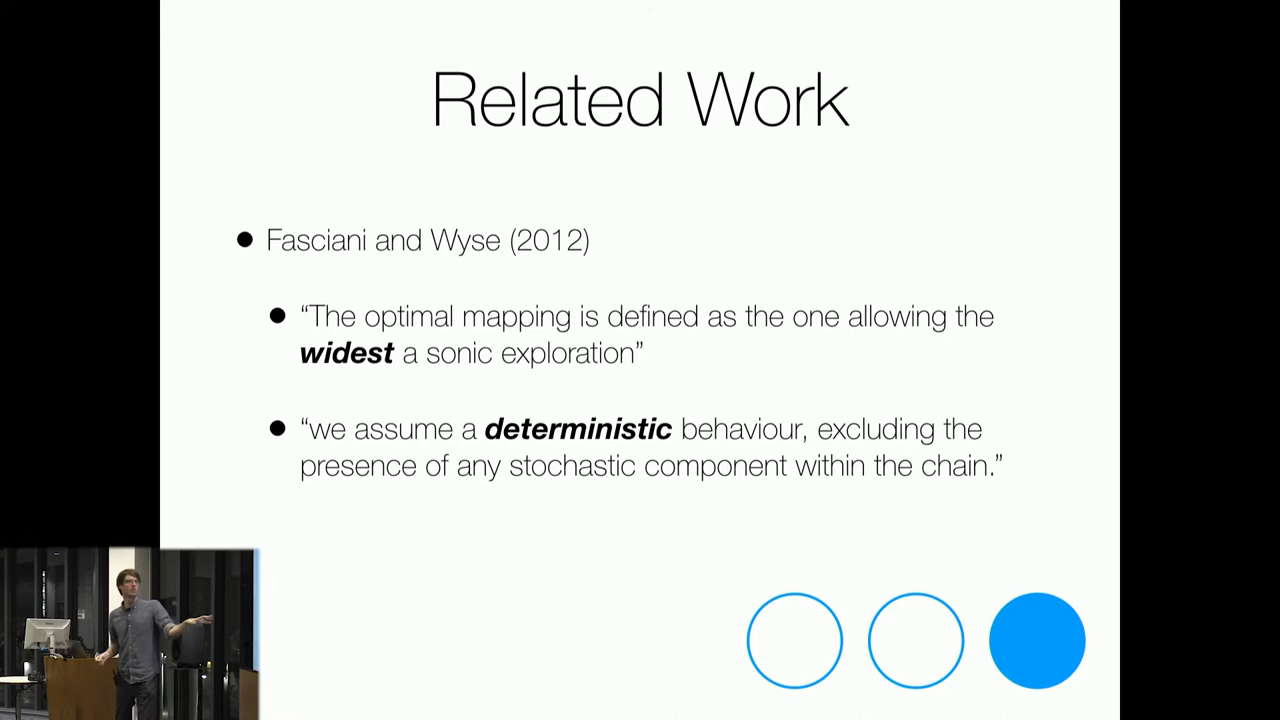 Related Work
● Fasciani and Wyse (2012)
● “The optimal mapping is defined as the one allowing the
widest a sonic exploration”
● “we assume a deterministic behaviour, excluding the
presence of any stochastic component within the chain.”